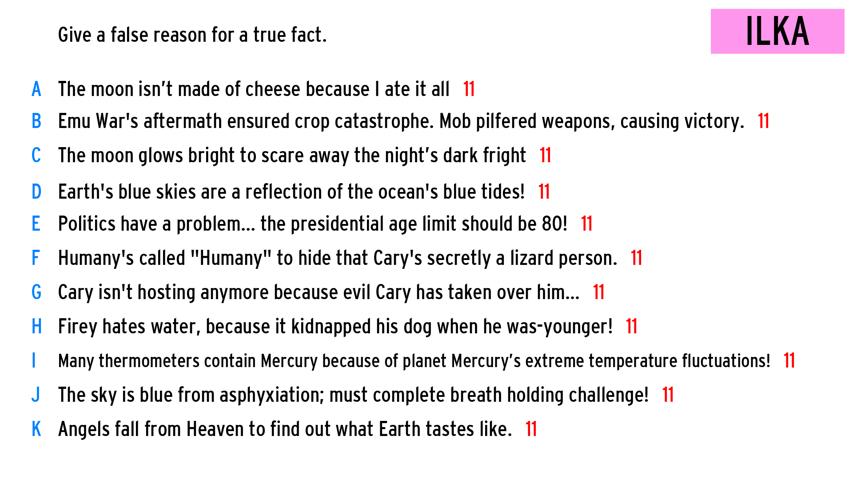 Give a false reason for a true fact.
ILKA
A The moon isn't made of cheese because I ate it all 11
B Emu War's aftermath ensured crop catastrophe. Mob pilfered weapons, causing victory. 11
C The moon glows bright to scare away the night's dark fright 11
D Earth's blue skies are a reflection of the ocean's blue tides! 11
E Politics have a problem... the presidential age limit should be 80! 11
F Humany's called "Humany" to hide that Cary's secretly a lizard person. 11
G Cary isn't hosting anymore because evil Cary has taken over him... 11
H Firey hates water, because it kidnapped his dog when he was-younger! 11
I Many thermometers contain Mercury because of planet Mercury's extreme temperature fluctuations! 11
J The sky is blue from asphyxiation; must complete breath holding challenge! 11
K Angels fall from Heaven to find out what Earth tastes like. 11